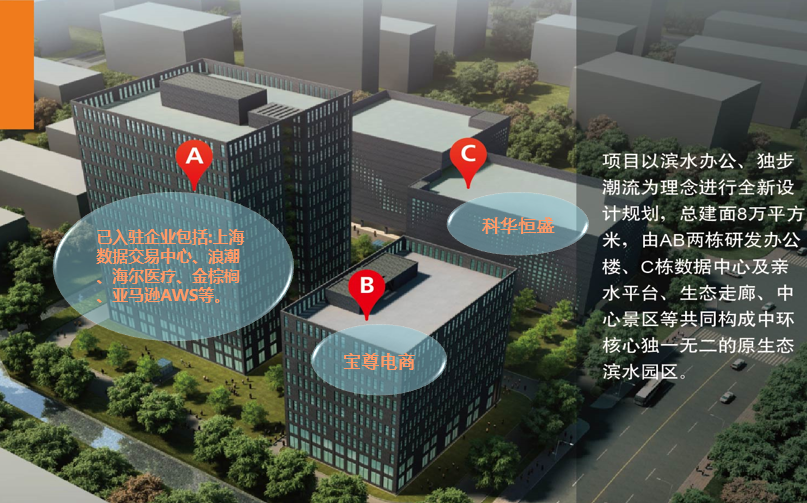 A
已入驻企业包括:上海
数据交易中心、浪潮
、海尔医疗、金棕榈
、亚马逊AWS等。
C
科华恒盛
B
宝尊电商
项目以滨水办公、独步
潮流为理念进行全新设
计规划，总建面8万平方
米，由AB两栋研发办公
楼、C栋数据中心及亲
水平台、生态走廊、中
心景区等共同构成中环
核心独一无二的原生态
滨水园区。